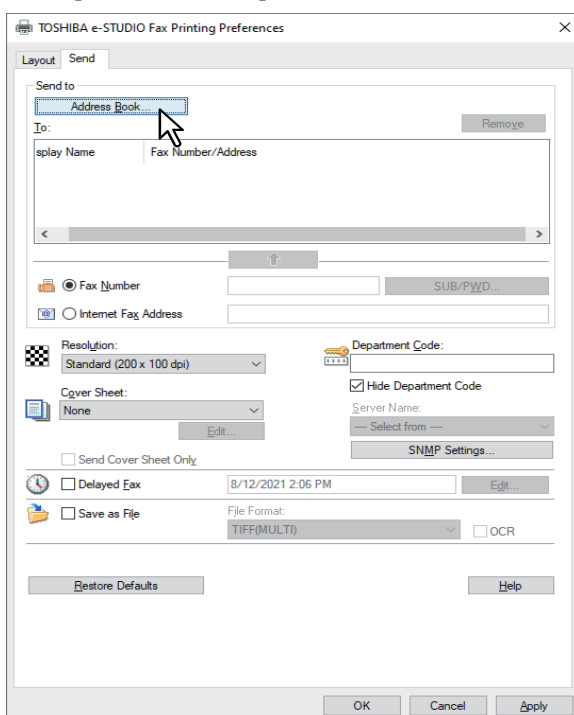 TOSHIBA e-STUDIO Fax Printing Preferences
Layout Send
Send to
Address Book...
To:
Remove
splay Name Fax Number/Address
Fax Number
SUB/PWD...
Internet Fax Address
Resolution:
Standard (200 x 100 dpi)
Department Code:
Hide Department Code
Cover Sheet:
None
Server Name:
---- Select from ----
Edit...
SNMP Settings...
Send Cover Sheet Only
Delayed Fax
8/12/2021 2:06 PM
Edit...
Save as File
File Format:
TIFF(MULTI)
OCR
Restore Defaults
Help
OK Cancel Apply